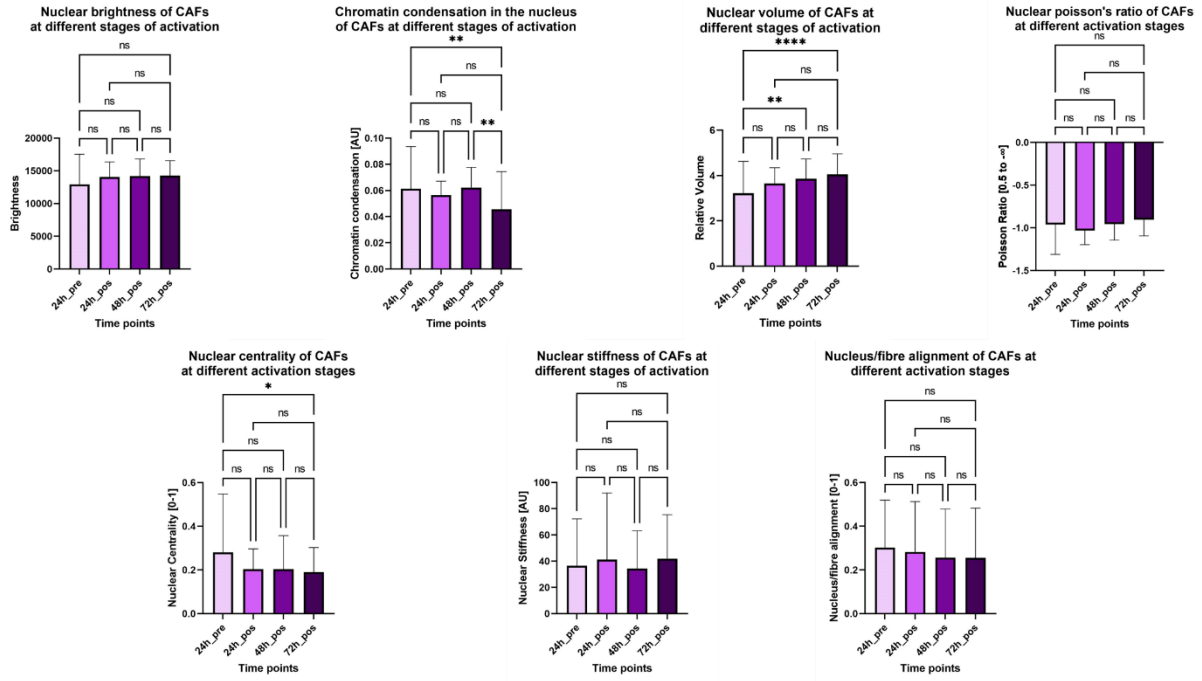 Nuclear brightness of CAFs
at different stages of activation
ns
ns
ns
ns
ns
ns
Brightness
20000
15000
10000
5000
0
24h_pre
24h_pos
48h_pos
72h_pos
Time points
Chromatin condensation in the nucleus
of CAFs at different stages of activation
**
ns
ns
ns
ns
**
Chromatin condensation [AU]
0.10
0.08
0.06
0.04
0.02
0.00
24h_pre
24h_pos
48h_pos
72h_pos
Time points
Nuclear volume of CAFs at
different stages of activation
****
ns
**
ns
ns
ns
Relative Volume
6
4
2
0
24h_pre
24h_pos
48h_pos
72h_pos
Time points
Nuclear poisson's ratio of CAFs
at different activation stages
ns
ns
ns
ns
ns
ns
Poisson Ratio [0.5 to -∞]
0.0
-0.5
-1.0
-1.5
24h_pre
24h_pos
48h_pos
72h_pos
Time points
Nuclear centrality of CAFs
at different activation stages
*
ns
ns
ns
ns
ns
Nuclear Centrality [0-1]
0.6
0.4
0.2
0.0
24h_pre
24h_pos
48h_pos
72h_pos
Time points
Nuclear stiffness of CAFs at
different stages of activation
ns
ns
ns
ns
ns
ns
Nuclear Stiffness [AU]
100
80
60
40
20
0
24h_pre
24h_pos
48h_pos
72h_pos
Time points
Nucleus/fibre alignment of CAFs at
different activation stages
ns
ns
ns
ns
ns
ns
Nucleus/fibre alignment [0-1]
0.6
0.4
0.2
0.0
24h_pre
24h_pos
48h_pos
72h_pos
Time points